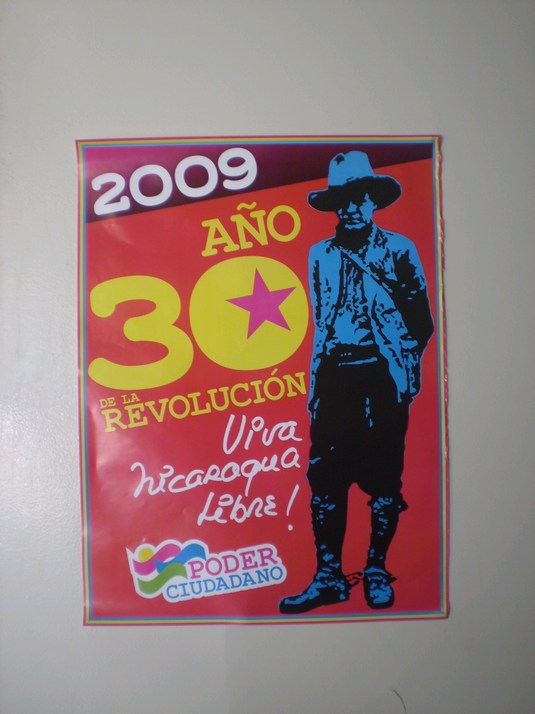 2009
AÑO
30
DE LA
REVOLUCIÓN
Viva
Nicaragua
Libre!
PODER
CIUDADANO